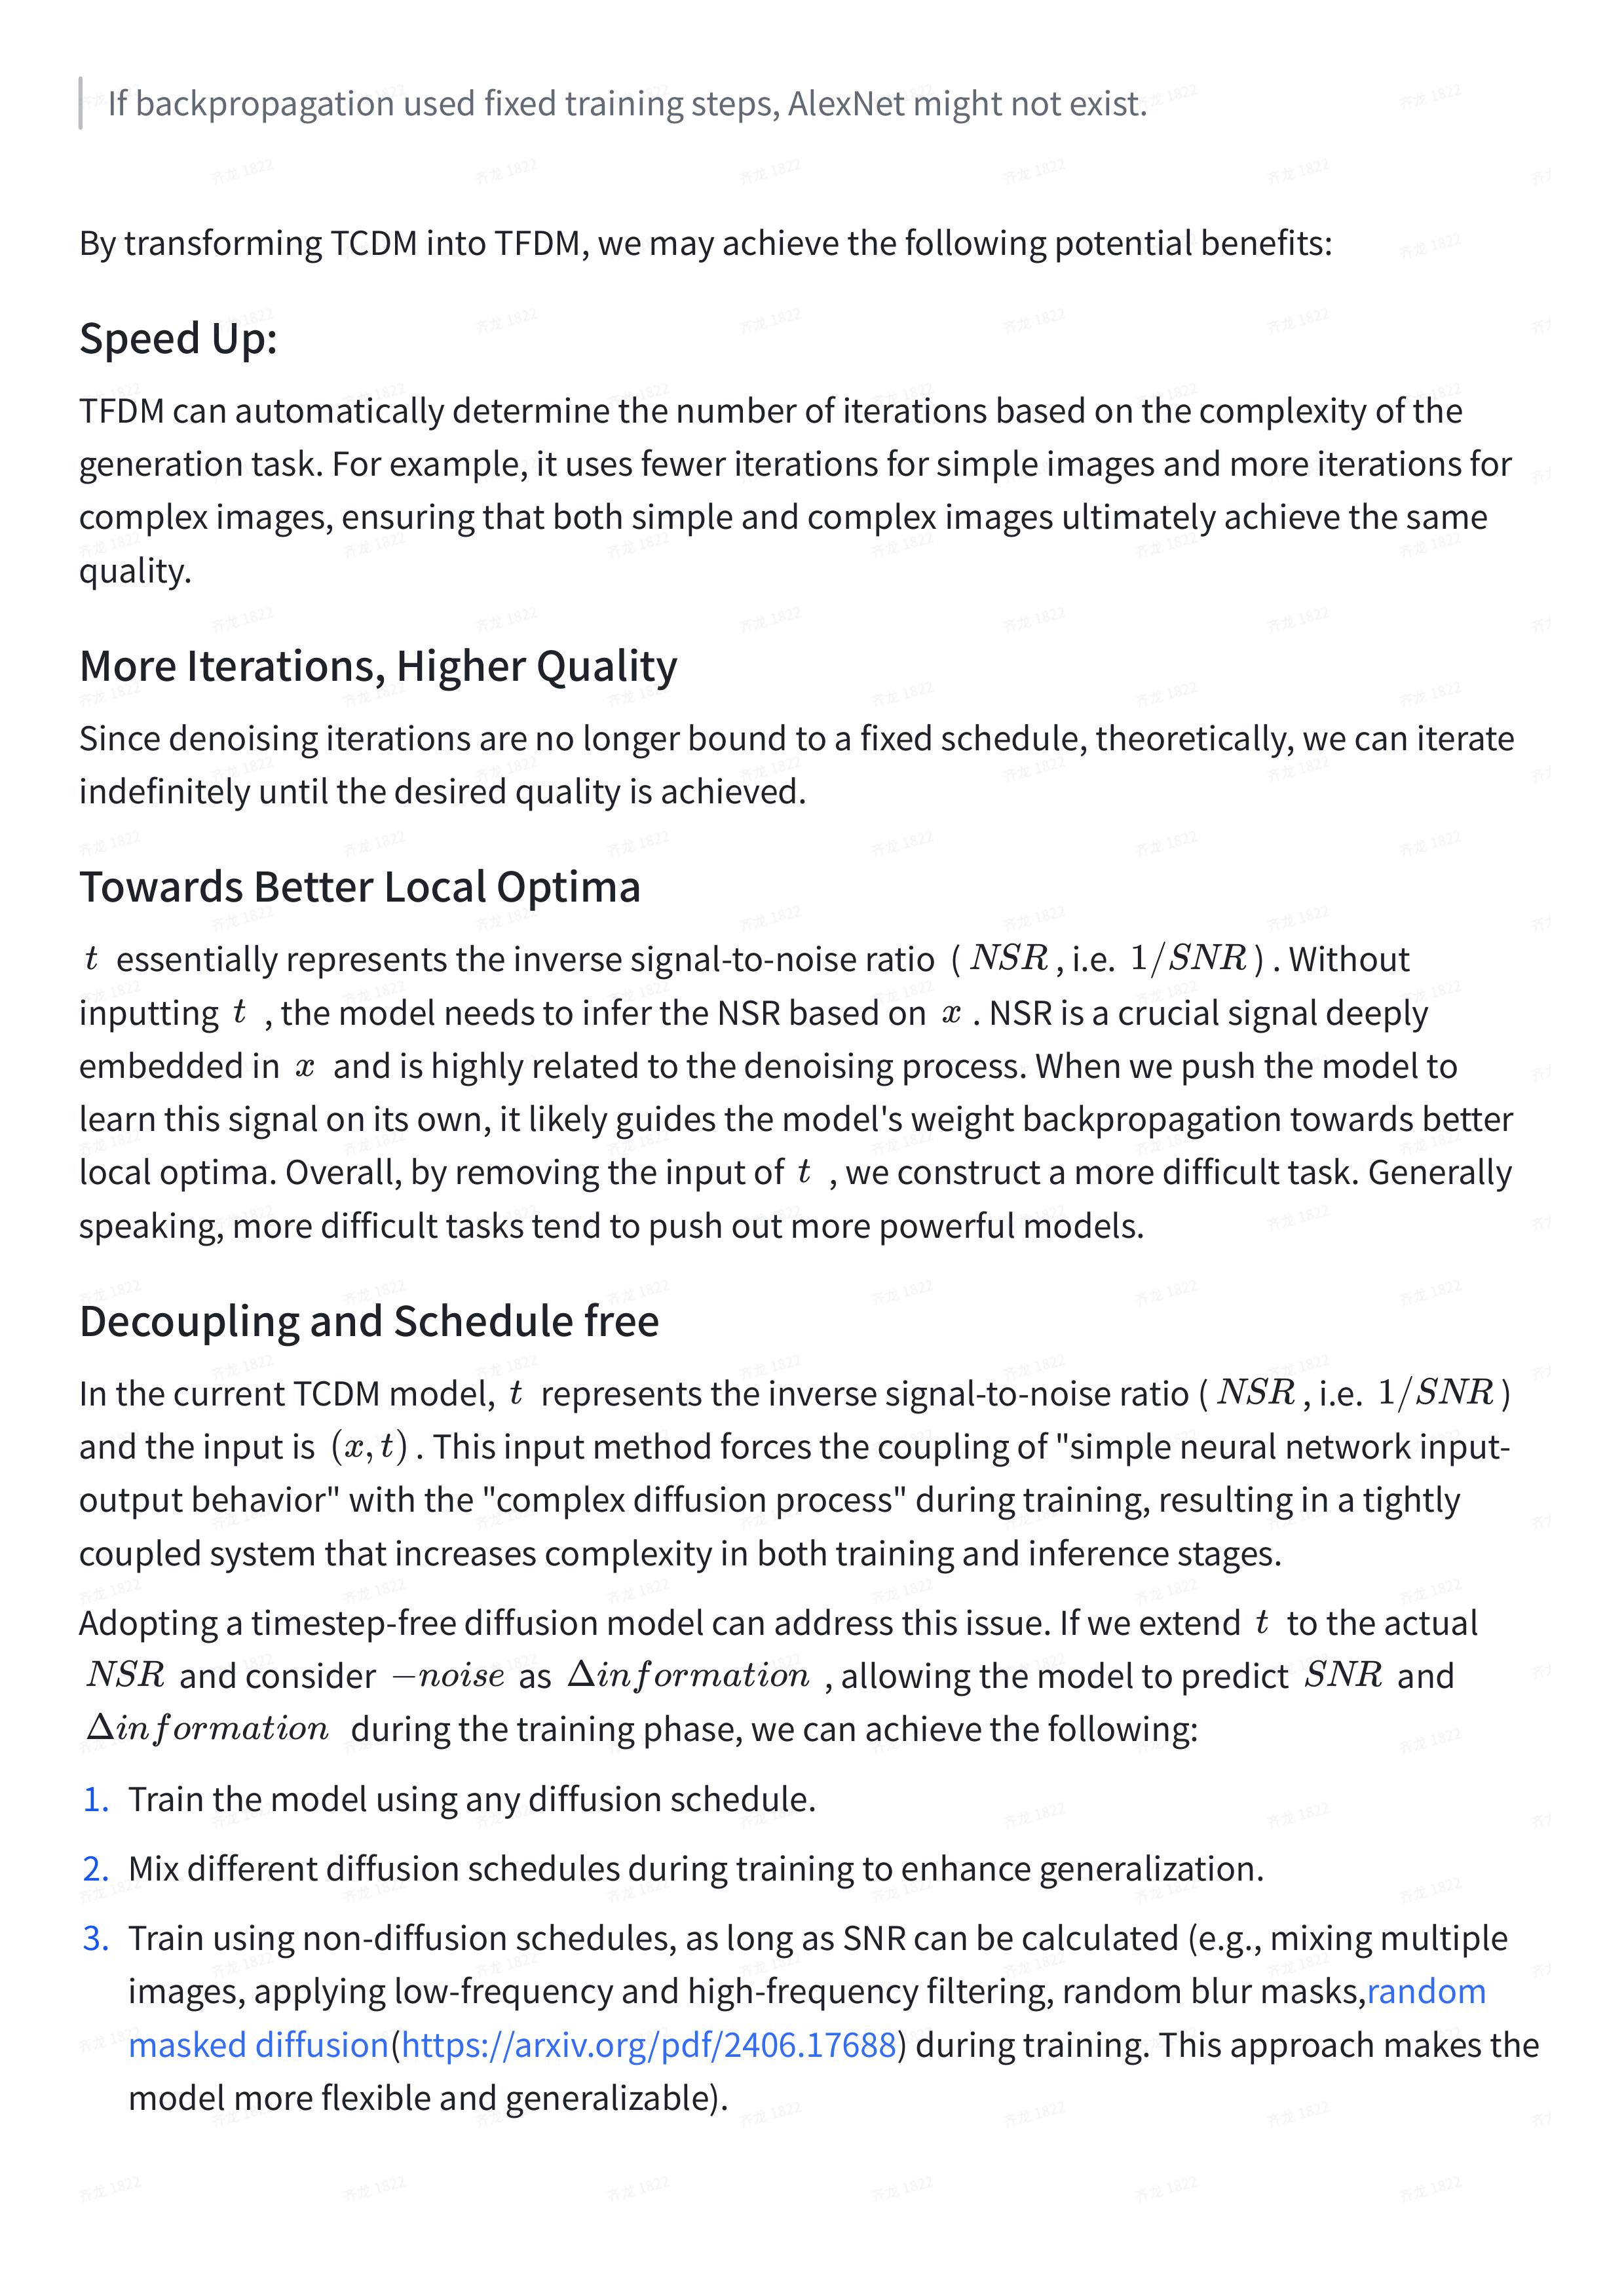 If backpropagation used fixed training steps, AlexNet might not exist.
By transforming TCDM into TFDM, we may achieve the following potential benefits:
Speed Up:
TFDM can automatically determine the number of iterations based on the complexity of the
generation task. For example, it uses fewer iterations for simple images and more iterations for
complex images, ensuring that both simple and complex images ultimately achieve the same
quality.
More Iterations, Higher Quality
Since denoising iterations are no longer bound to a fixed schedule, theoretically, we can iterate
indefinitely until the desired quality is achieved.
Towards Better Local Optima
t essentially represents the inverse signal-to-noise ratio (NSR, i.e. 1/SNR). Without
inputting t , the model needs to infer the NSR based on x . NSR is a crucial signal deeply
embedded in x and is highly related to the denoising process. When we push the model to
learn this signal on its own, it likely guides the model's weight backpropagation towards better
local optima. Overall, by removing the input of t , we construct a more difficult task. Generally
speaking, more difficult tasks tend to push out more powerful models.
Decoupling and Schedule free
In the current TCDM model, t represents the inverse signal-to-noise ratio (NSR, i.e. 1/SNR)
and the input is (x, t). This input method forces the coupling of "simple neural network input-
output behavior" with the "complex diffusion process" during training, resulting in a tightly
coupled system that increases complexity in both training and inference stages.
Adopting a timestep-free diffusion model can address this issue. If we extend t to the actual
NSR and consider −noise as Δinformation , allowing the model to predict SNR and
Δinformation during the training phase, we can achieve the following:
1. Train the model using any diffusion schedule.
2. Mix different diffusion schedules during training to enhance generalization.
3. Train using non-diffusion schedules, as long as SNR can be calculated (e.g., mixing multiple
images, applying low-frequency and high-frequency filtering, random blur masks,random
masked diffusion(https://arxiv.org/pdf/2406.17688) during training. This approach makes the
model more flexible and generalizable).
齐龙 1822